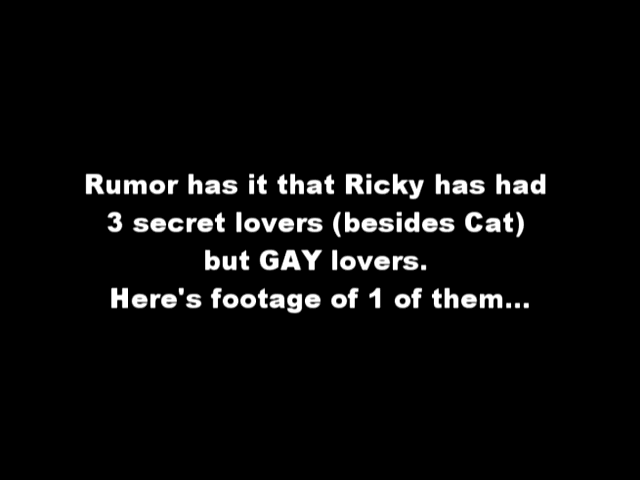 Rumor has it that Ricky has had
3 secret lovers (besides Cat)
but GAY lovers.
Here's footage of 1 of them...